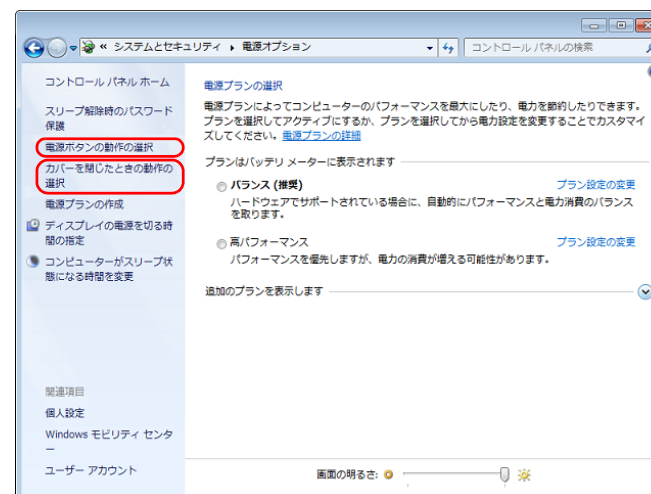 « システムとセキュリティ ▸ 電源オプション
コントロール パネルの検索
コントロール パネル ホーム
スリープ解除時のパスワード
保護
電源ボタンの動作の選択
カバーを閉じたときの動作の
選択
電源プランの作成
ディスプレイの電源を切る時
間の指定
コンピューターがスリープ状
態になる時間を変更
関連項目
個人設定
Windows モビリティ センタ
ー
ユーザー アカウント
電源プランの選択
電源プランによってコンピューターのパフォーマンスを最大にしたり、電力を節約したりできます。
プランを選択してアクティブにするか、プランを選択してから電力設定を変更することでカスタマイ
ズしてください。電源プランの詳細
プランはバッテリ メーターに表示されます
バランス (推奨) プラン設定の変更
ハードウェアでサポートされている場合に、自動的にパフォーマンスと電力消費のバランス
を取ります。
高パフォーマンス プラン設定の変更
パフォーマンスを優先しますが、電力の消費が増える可能性があります。
追加のプランを表示します
画面の明るさ: